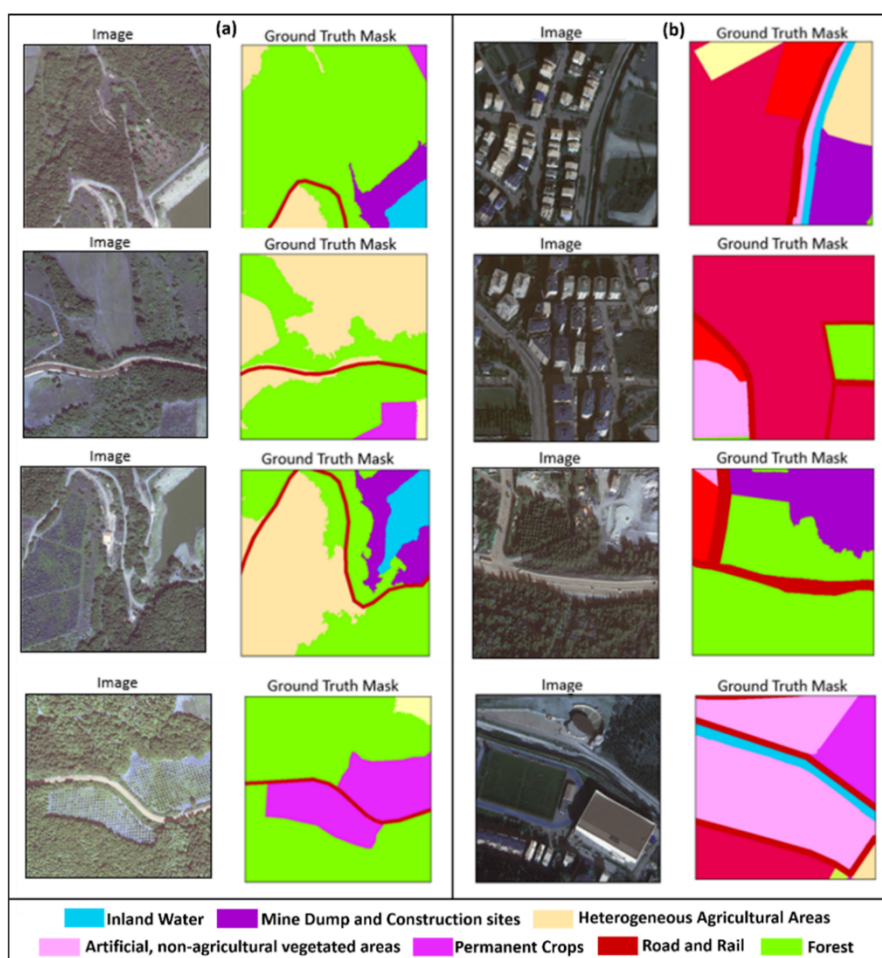 (a)
Image Ground Truth Mask
Image Ground Truth Mask
Image Ground Truth Mask
Image Ground Truth Mask
(b)
Image Ground Truth Mask
Image Ground Truth Mask
Image Ground Truth Mask
Image Ground Truth Mask
Inland Water Mine Dump and Construction sites Heterogeneous Agricultural Areas
Artificial, non-agricultural vegetated areas Permanent Crops Road and Rail Forest